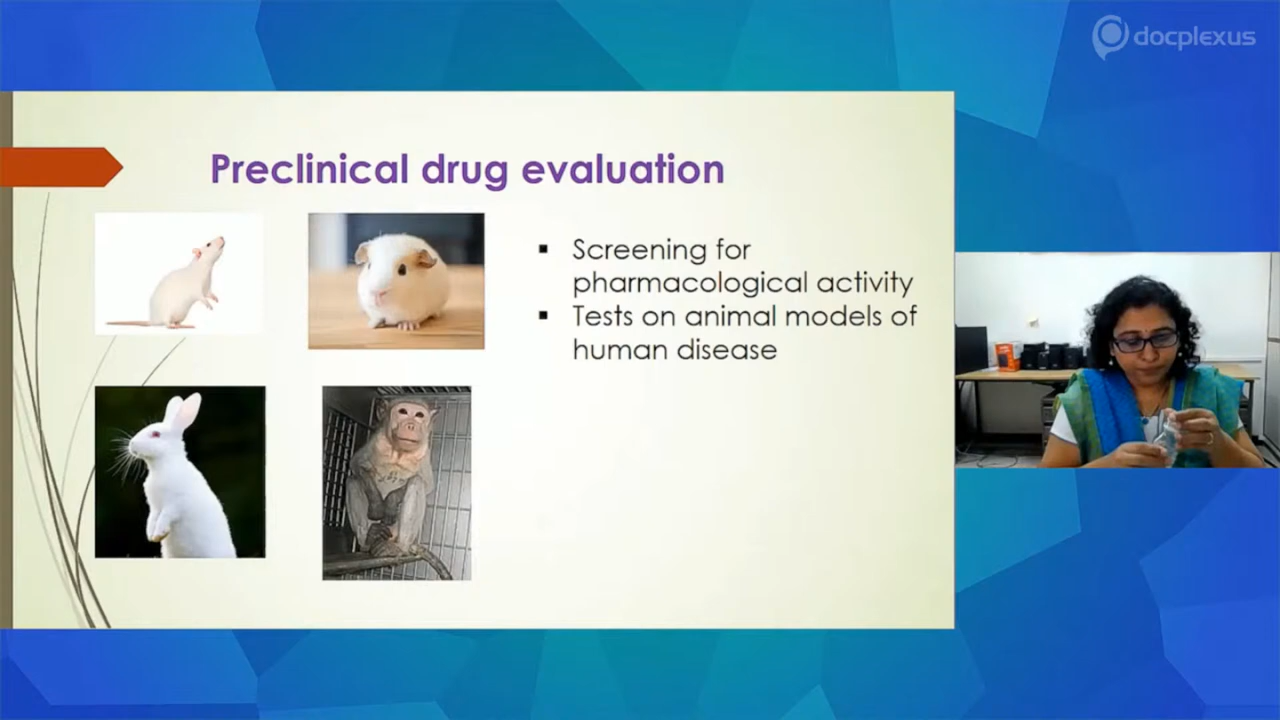 docplexus
Preclinical drug evaluation
▪ Screening for
pharmacological activity
▪ Tests on animal models of
human disease